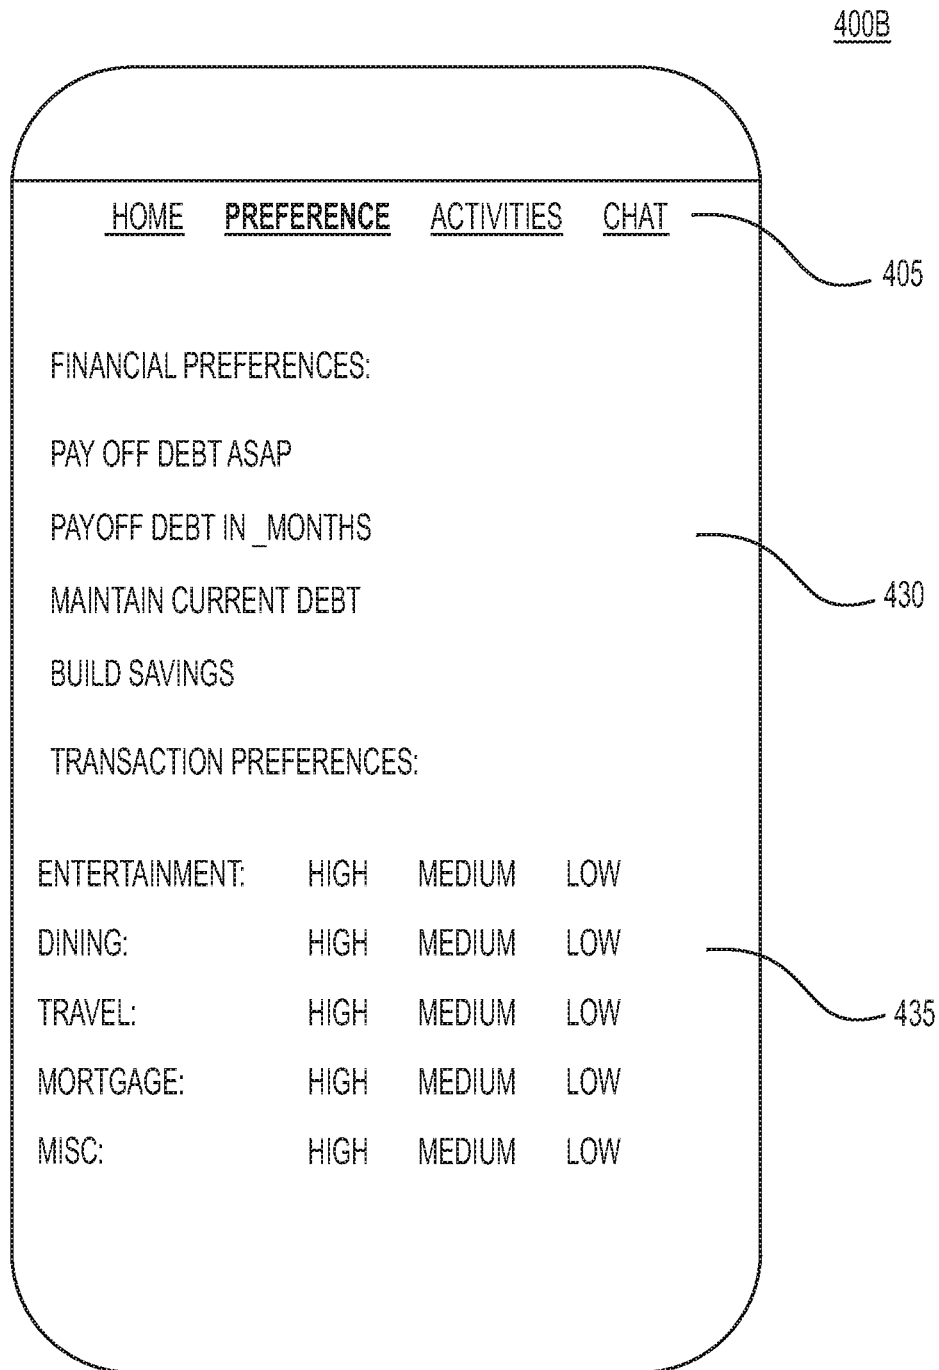 400B
HOME PREFERENCE ACTIVITIES CHAT
405
FINANCIAL PREFERENCES:
PAY OFF DEBT ASAP
PAYOFF DEBT IN _MONTHS
430
MAINTAIN CURRENT DEBT
BUILD SAVINGS
TRANSACTION PREFERENCES:
ENTERTAINMENT: HIGH MEDIUM LOW
DINING: HIGH MEDIUM LOW
435
TRAVEL: HIGH MEDIUM LOW
MORTGAGE: HIGH MEDIUM LOW
MISC: HIGH MEDIUM LOW